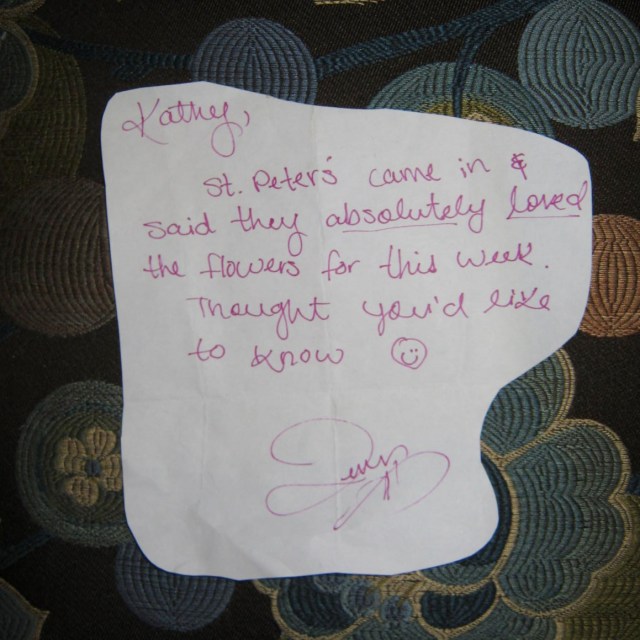 Kathy,
St. Peter's came in &
said they absolutely loved
the flowers for this week.
Thought you'd like
to know ☺